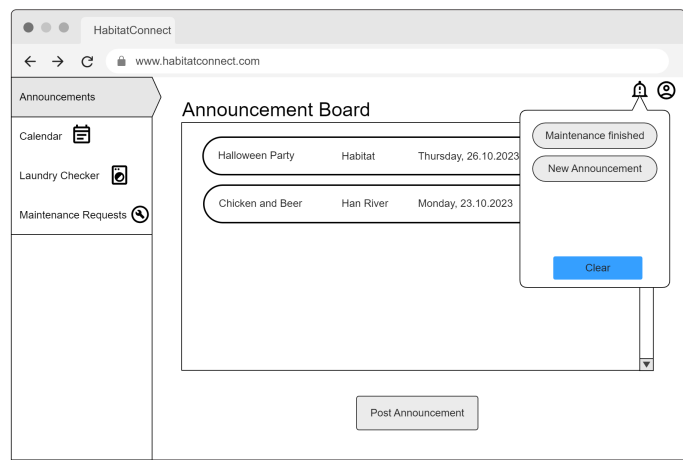 HabitatConnect
www.habitatconnect.com
Announcements
Calendar
Laundry Checker
Maintenance Requests
Announcement Board
Halloween Party Habitat Thursday, 26.10.2023
Chicken and Beer Han River Monday, 23.10.2023
Maintenance finished
New Announcement
Clear
Post Announcement